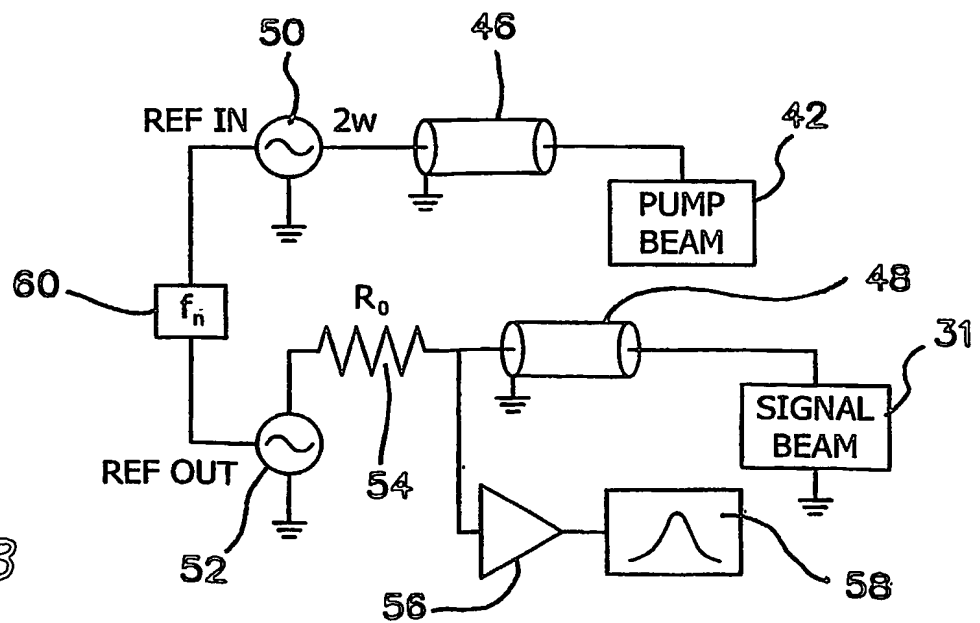 50
46
REF IN
2w
42
PUMP
BEAM
60
fn
R0
48
31
SIGNAL
BEAM
REF OUT
54
52
56
58